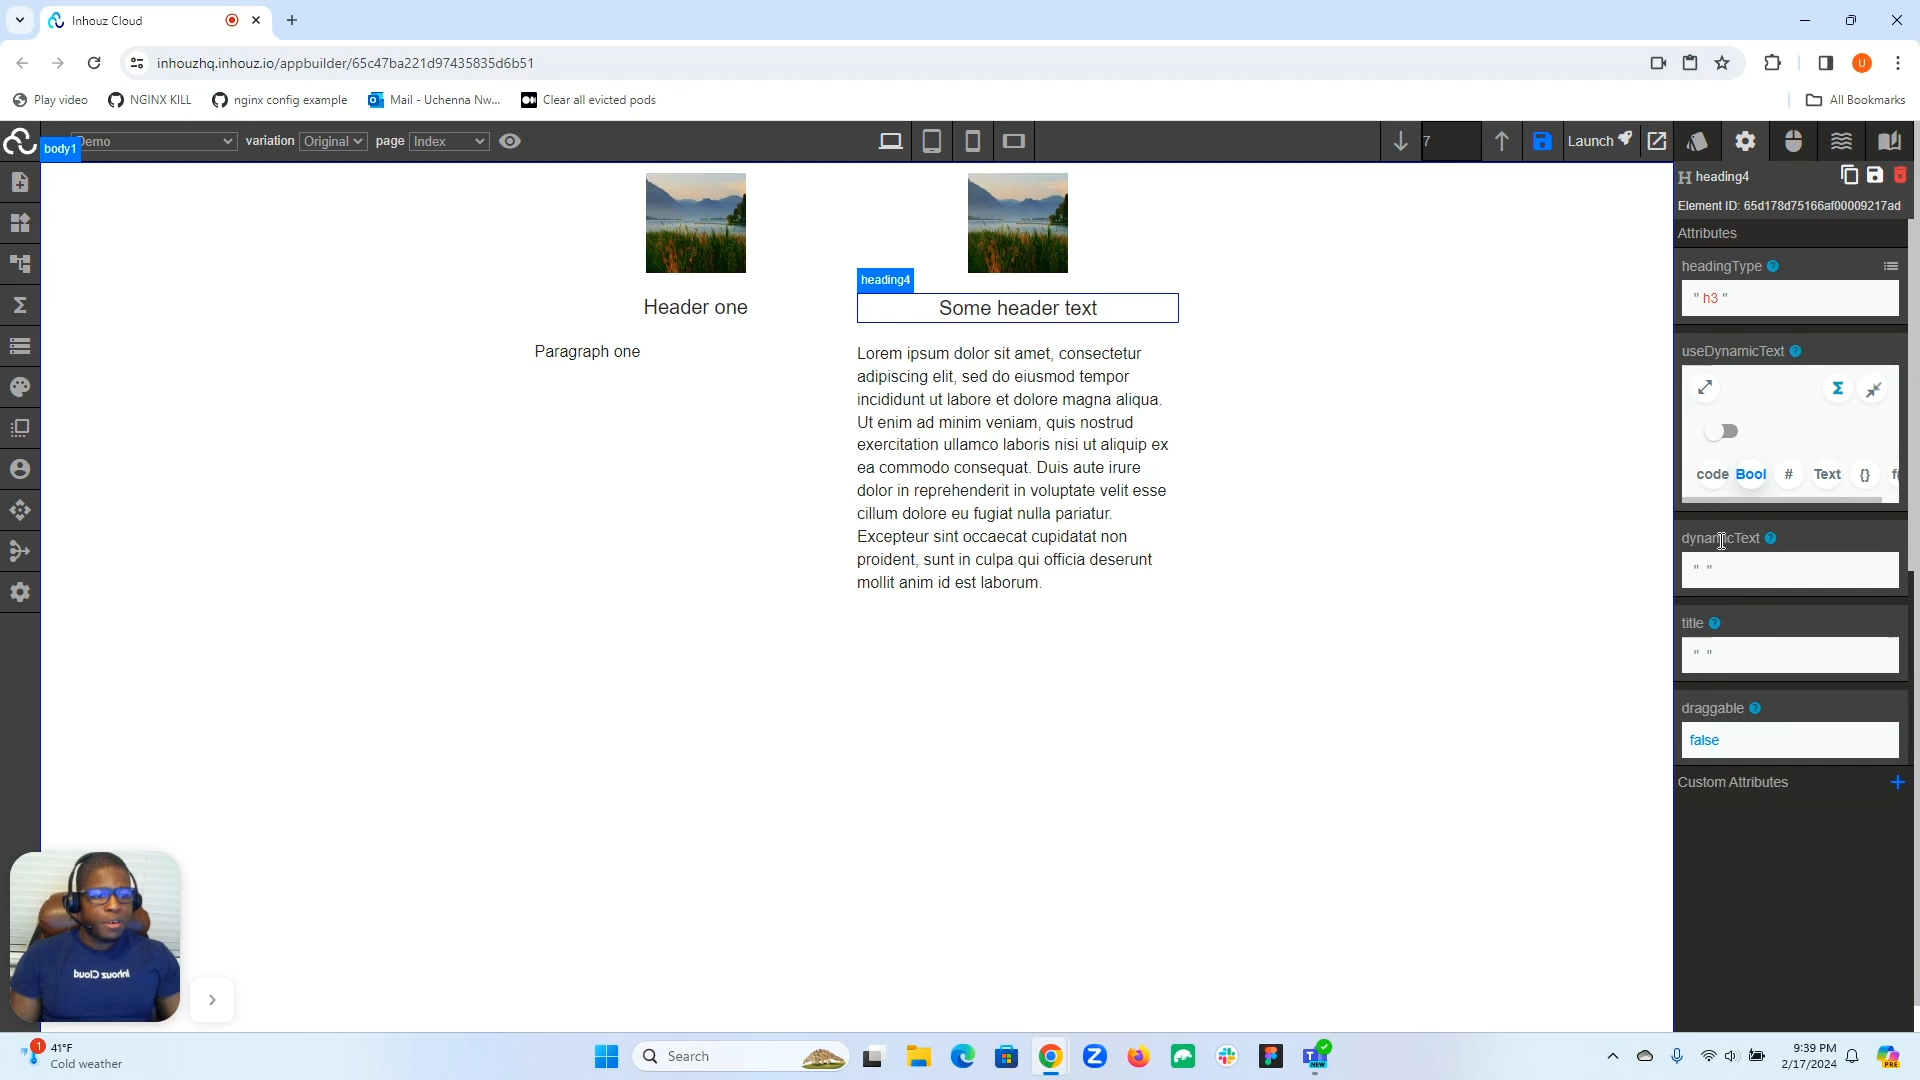 Inhouz Cloud
inhouzhq.inhouz.io/appbuilder/65c47ba221d97435835d6b51
U
Play video
NGINX KILL
nginx config example
Mail - Uchenna Nw...
Clear all evicted pods
All Bookmarks
Demo
variation
Original
page
Index
7
Launch
body1
heading4
Element ID: 65d178d75166af00009217ad
Attributes
headingType
" h3 "
useDynamicText
code
Bool
#
Text
{}
dynamicText
" "
title
" "
draggable
false
Custom Attributes
heading4
Header one
Some header text
Paragraph one
Lorem ipsum dolor sit amet, consectetur
adipiscing elit, sed do eiusmod tempor
incididunt ut labore et dolore magna aliqua.
Ut enim ad minim veniam, quis nostrud
exercitation ullamco laboris nisi ut aliquip ex
ea commodo consequat. Duis aute irure
dolor in reprehenderit in voluptate velit esse
cillum dolore eu fugiat nulla pariatur.
Excepteur sint occaecat cupidatat non
proident, sunt in culpa qui officia deserunt
mollit anim id est laborum.
Inhouz Cloud
1
41°F
Cold weather
Search
NEW
9:39 PM
2/17/2024
PRE